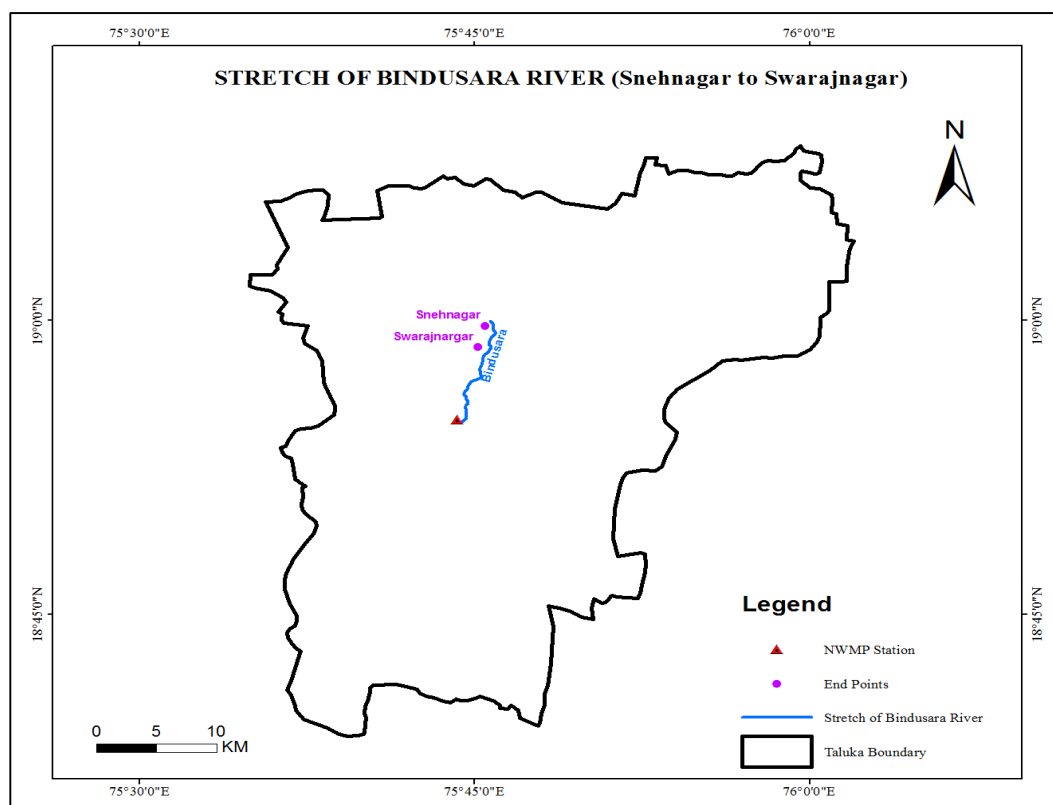 75°30'0"E 75°45'0"E 76°0'0"E
STRETCH OF BINDUSARA RIVER (Snehnagar to Swarajnagar)
N
19°0'0"N
19°0'0"N
Snehnagar
Swarajnargar
Bindusara
18°45'0"N
18°45'0"N
Legend
NWMP Station
End Points
Stretch of Bindusara River
Taluka Boundary
0 5 10
KM
75°30'0"E 75°45'0"E 76°0'0"E